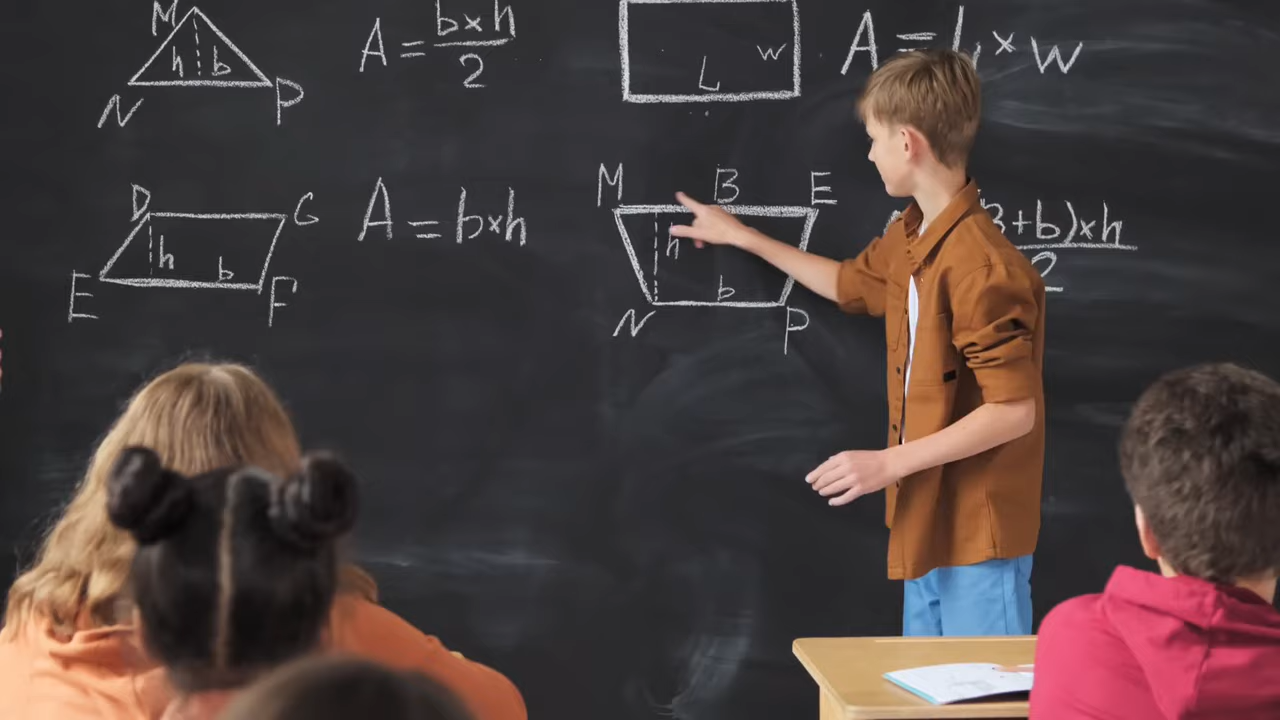 M
h b
N P
A = b×h
2
L w
A = L×w
D G
h b
E F
A = b×h
M B E
h
b
N P
B+b)×h
2